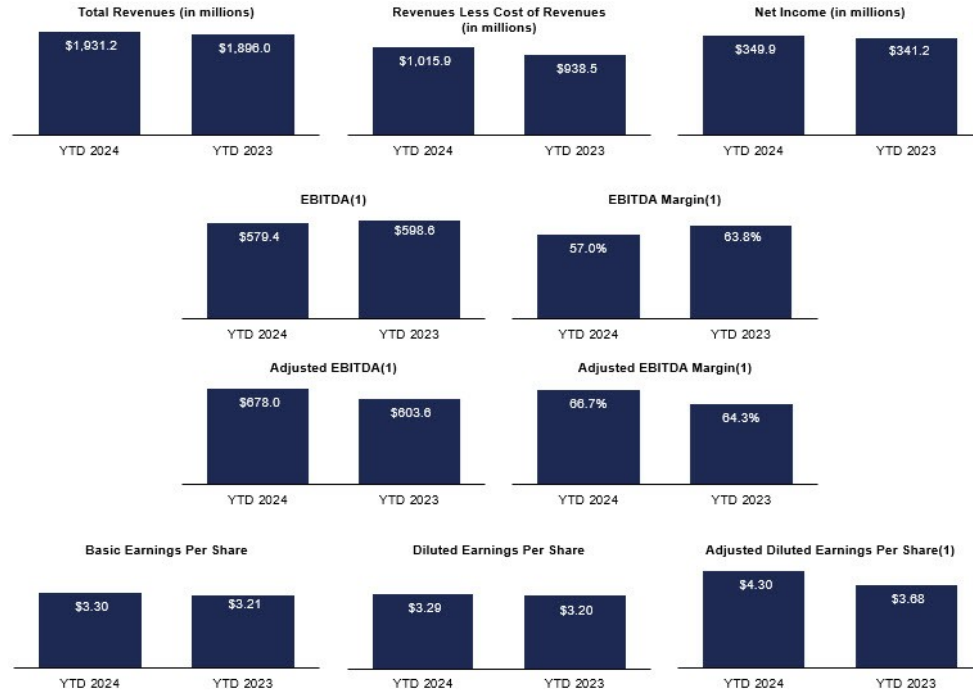 Total Revenues (in millions)
$1,931.2
$1,896.0
YTD 2024
YTD 2023
Revenues Less Cost of Revenues
(in millions)
$1,015.9
$938.5
YTD 2024
YTD 2023
Net Income (in millions)
$349.9
$341.2
YTD 2024
YTD 2023
EBITDA(1)
$579.4
$598.6
YTD 2024
YTD 2023
EBITDA Margin(1)
57.0%
63.8%
YTD 2024
YTD 2023
Adjusted EBITDA(1)
$678.0
$603.6
YTD 2024
YTD 2023
Adjusted EBITDA Margin(1)
66.7%
64.3%
YTD 2024
YTD 2023
Basic Earnings Per Share
$3.30
$3.21
YTD 2024
YTD 2023
Diluted Earnings Per Share
$3.29
$3.20
YTD 2024
YTD 2023
Adjusted Diluted Earnings Per Share(1)
$4.30
$3.68
YTD 2024
YTD 2023